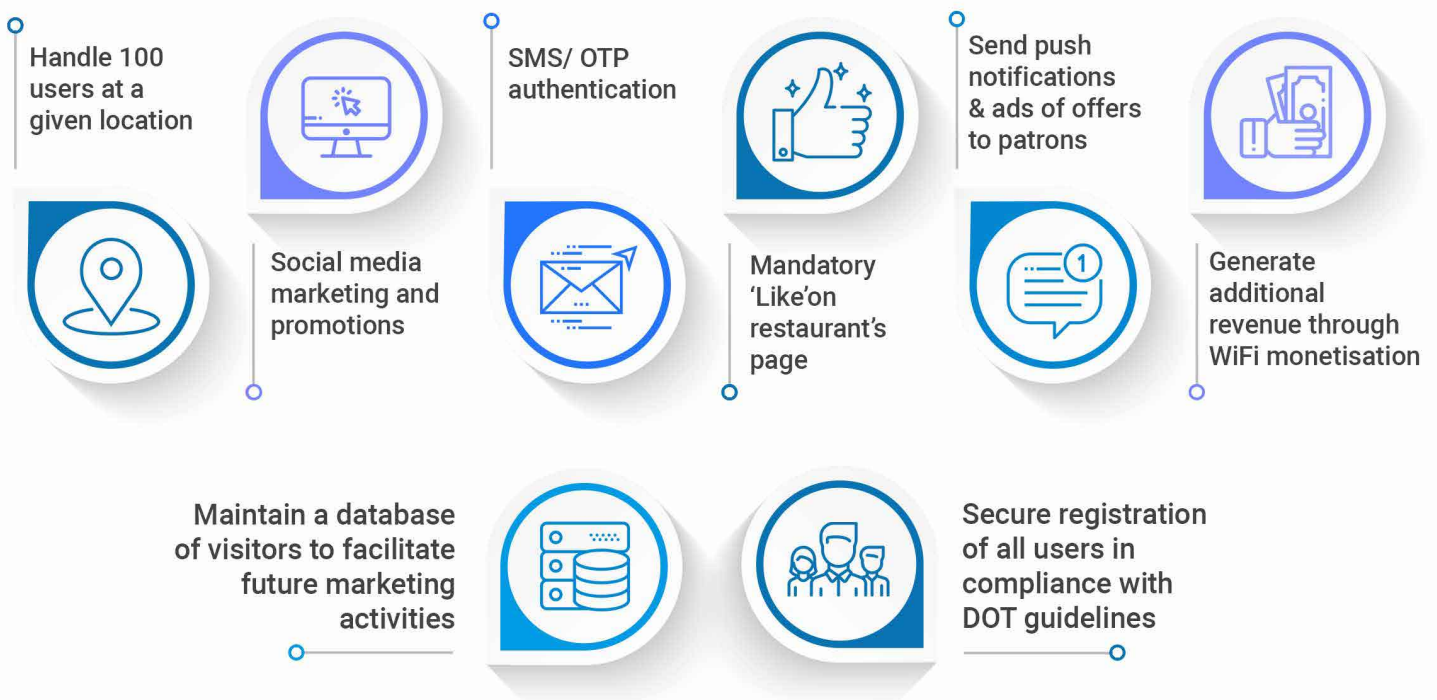 Handle 100
users at a
given location
Social media
marketing and
promotions
SMS/ OTP
authentication
Mandatory
‘Like’on
restaurant’s
page
Send push
notifications
& ads of offers
to patrons
1
Generate
additional
revenue through
WiFi monetisation
Maintain a database
of visitors to facilitate
future marketing
activities
Secure registration
of all users in
compliance with
DOT guidelines